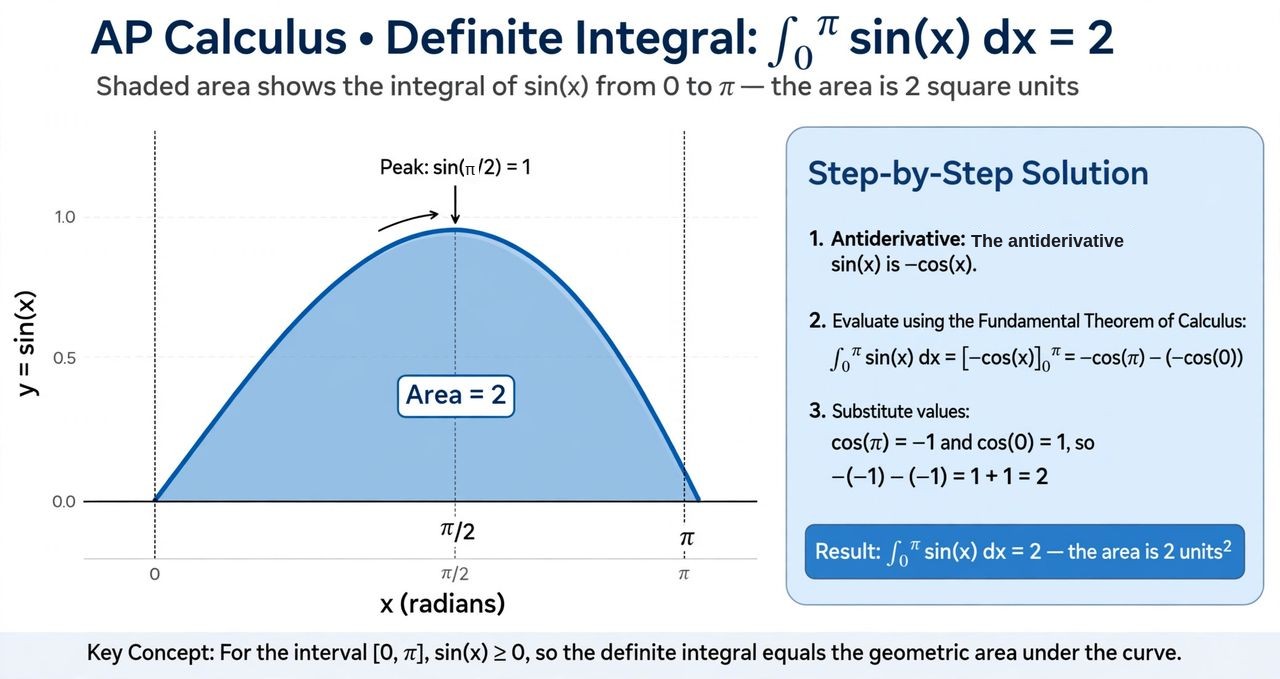 AP Calculus • Definite Integral: ∫₀^π sin(x) dx = 2
Shaded area shows the integral of sin(x) from 0 to π — the area is 2 square units
Peak: sin(π/2) = 1
1.0
0.5
0.0
y = sin(x)
Area = 2
π/2
π
0
π/2
π
x (radians)
Step-by-Step Solution
1. Antiderivative: The antiderivative
sin(x) is −cos(x).
2. Evaluate using the Fundamental Theorem of Calculus:
∫₀^π sin(x) dx = [−cos(x)]₀^π = −cos(π) − (−cos(0))
3. Substitute values:
cos(π) = −1 and cos(0) = 1, so
−(−1) − (−1) = 1 + 1 = 2
Result: ∫₀^π sin(x) dx = 2 — the area is 2 units²
Key Concept: For the interval [0, π], sin(x) ≥ 0, so the definite integral equals the geometric area under the curve.